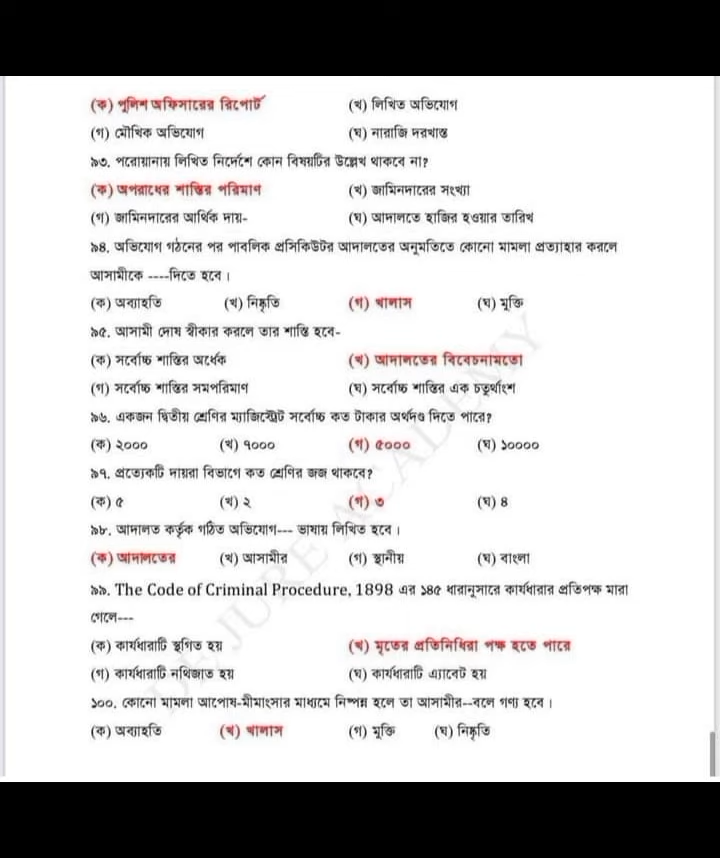 (ক) পুলিশ অফিসারের রিপোর্ট (খ) লিখিত অভিযোগ
(গ) মৌখিক অভিযোগ (ঘ) নারাজি দরখাস্ত
৯৩. পরোয়ানায় লিখিত নির্দেশে কোন বিষয়টির উল্লেখ থাকবে না?
(ক) অপরাধের শাস্তির পরিমাণ (খ) জামিনদারের সংখ্যা
(গ) জামিনদারের আর্থিক দায়- (ঘ) আদালতে হাজির হওয়ার তারিখ
৯৪. অভিযোগ গঠনের পর পাবলিক প্রসিকিউটর আদালতের অনুমতিতে কোনো মামলা প্রত্যাহার করলে
আসামীকে ----দিতে হবে।
(ক) অব্যাহতি (খ) নিষ্কৃতি (গ) খালাস (ঘ) মুক্তি
৯৫. আসামী দোষ স্বীকার করলে তার শাস্তি হবে-
(ক) সর্বোচ্চ শাস্তির অর্ধেক (খ) আদালতের বিবেচনামতো
(গ) সর্বোচ্চ শাস্তির সমপরিমাণ (ঘ) সর্বোচ্চ শাস্তির এক চতুর্থাংশ
৯৬. একজন দ্বিতীয় শ্রেণির ম্যাজিস্ট্রেট সর্বোচ্চ কত টাকার অর্থদণ্ড দিতে পারে?
(ক) ২০০০ (খ) ৭০০০ (গ) ৫০০০ (ঘ) ১০০০০
৯৭. প্রত্যেকটি দায়রা বিভাগে কত শ্রেণির জজ থাকবে?
(ক) ৫ (খ) ২ (গ) ৩ (ঘ) ৪
৯৮. আদালত কর্তৃক গঠিত অভিযোগ--- ভাষায় লিখিত হবে।
(ক) আদালতের (খ) আসামীর (গ) স্থানীয় (ঘ) বাংলা
৯৯. The Code of Criminal Procedure, 1898 এর ১৪৫ ধারানুসারে কার্যধারার প্রতিপক্ষ মারা
গেলে---
(ক) কার্যধারাটি স্থগিত হয় (খ) মৃতের প্রতিনিধিরা পক্ষ হতে পারে
(গ) কার্যধারাটি নথিজাত হয় (ঘ) কার্যধারাটি এ্যাবেট হয়
১০০. কোনো মামলা আপোষ-মীমাংসার মাধ্যমে নিষ্পন্ন হলে তা আসামীর--বলে গণ্য হবে।
(ক) অব্যাহতি (খ) খালাস (গ) মুক্তি (ঘ) নিষ্কৃতি
DE JURE ACADEMY